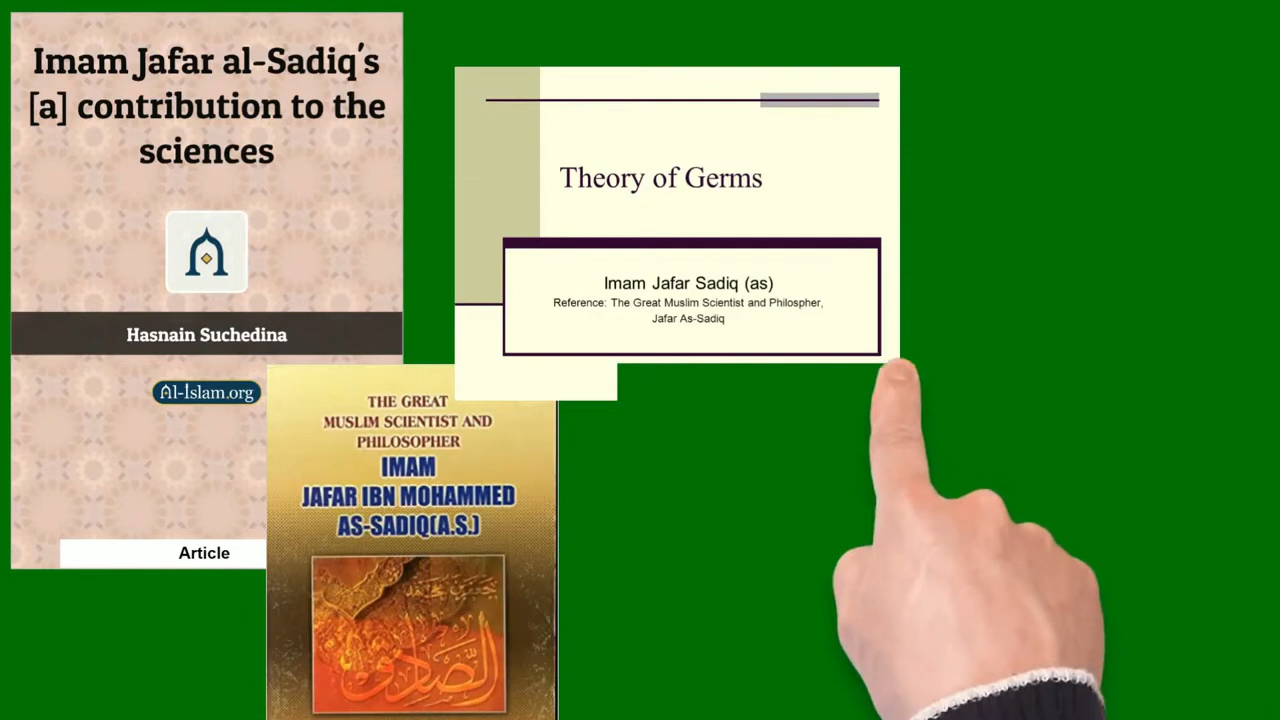 Imam Jafar al-Sadiq's
[a] contribution to the
sciences
Hasnain Suchedina
Al-Islam.org
Article
Theory of Germs
Imam Jafar Sadiq (as)
Reference: The Great Muslim Scientist and Philospher,
Jafar As-Sadiq
THE GREAT
MUSLIM SCIENTIST AND
PHILOSOPHER
IMAM
JAFAR IBN MOHAMMED
AS-SADIQ(A.S.)
الصادق